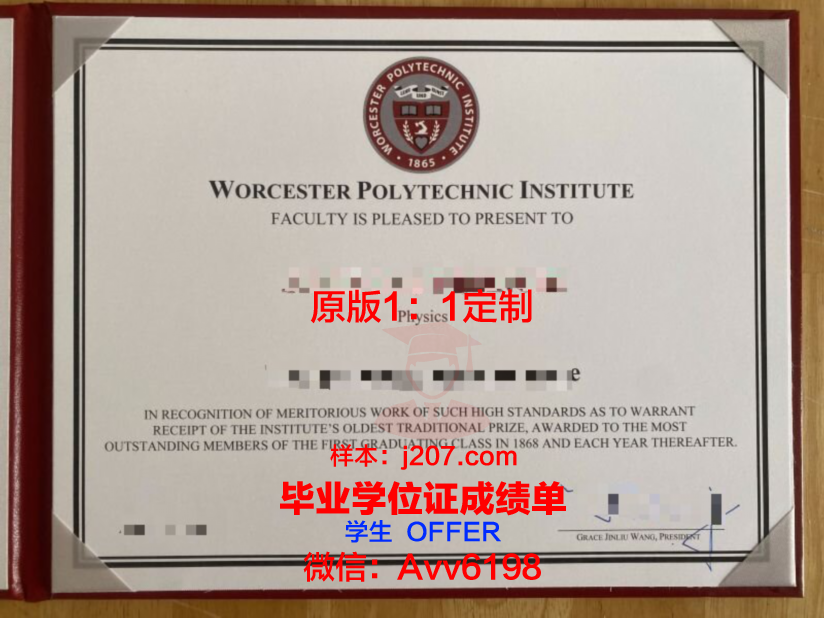 WORCESTER POLYTECHNIC INSTITUTE
1865
WORCESTER POLYTECHNIC INSTITUTE
FACULTY IS PLEASED TO PRESENT TO
原版1：1定制
Physics
e
IN RECOGNITION OF MERITORIOUS WORK OF SUCH HIGH STANDARDS AS TO WARRANT
RECEIPT OF THE INSTITUTE'S OLDEST TRADITIONAL PRIZE, AWARDED TO THE MOST
OUTSTANDING MEMBERS OF THE FIRST GRADUATING CLASS IN 1868 AND EACH YEAR THEREAFTER.
样本：j207.com
毕业学位证成绩单
学生 OFFER
GRACE JINLIU WANG, PRESIDENT
微信：Avv6198